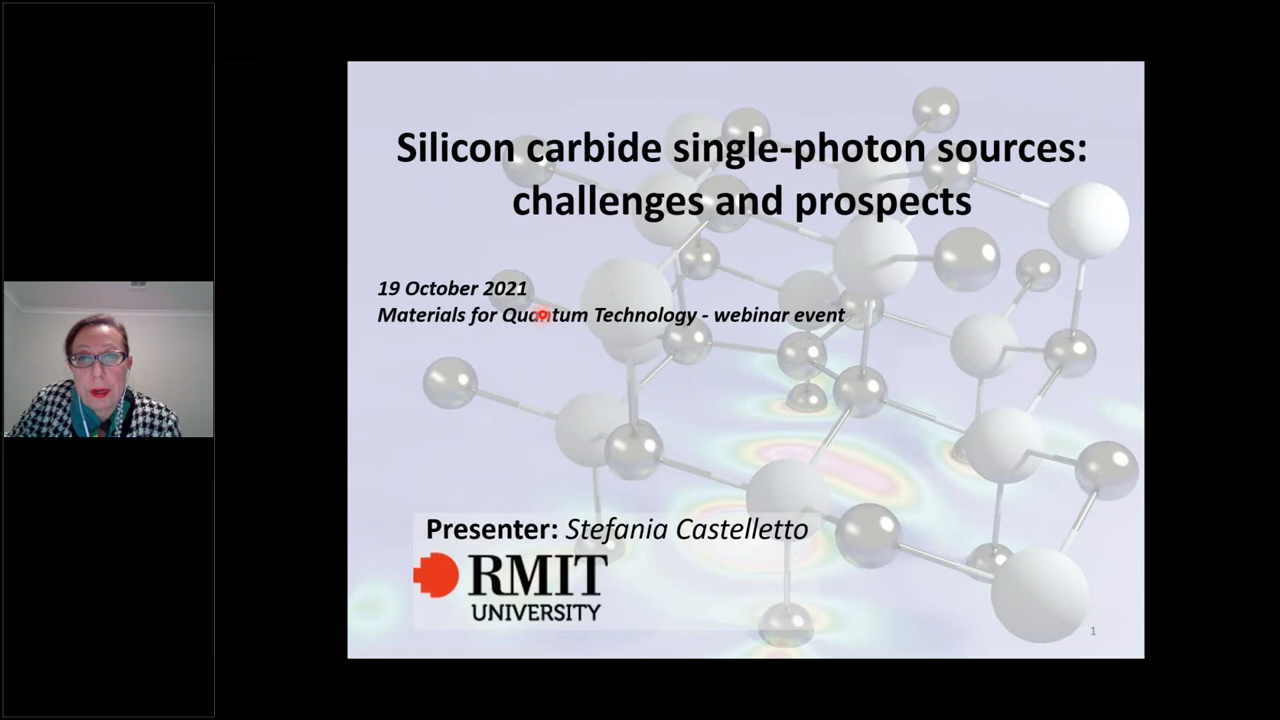 Silicon carbide single-photon sources:
challenges and prospects
19 October 2021
Materials for Quantum Technology - webinar event
Presenter: Stefania Castelletto
RMIT
UNIVERSITY
1